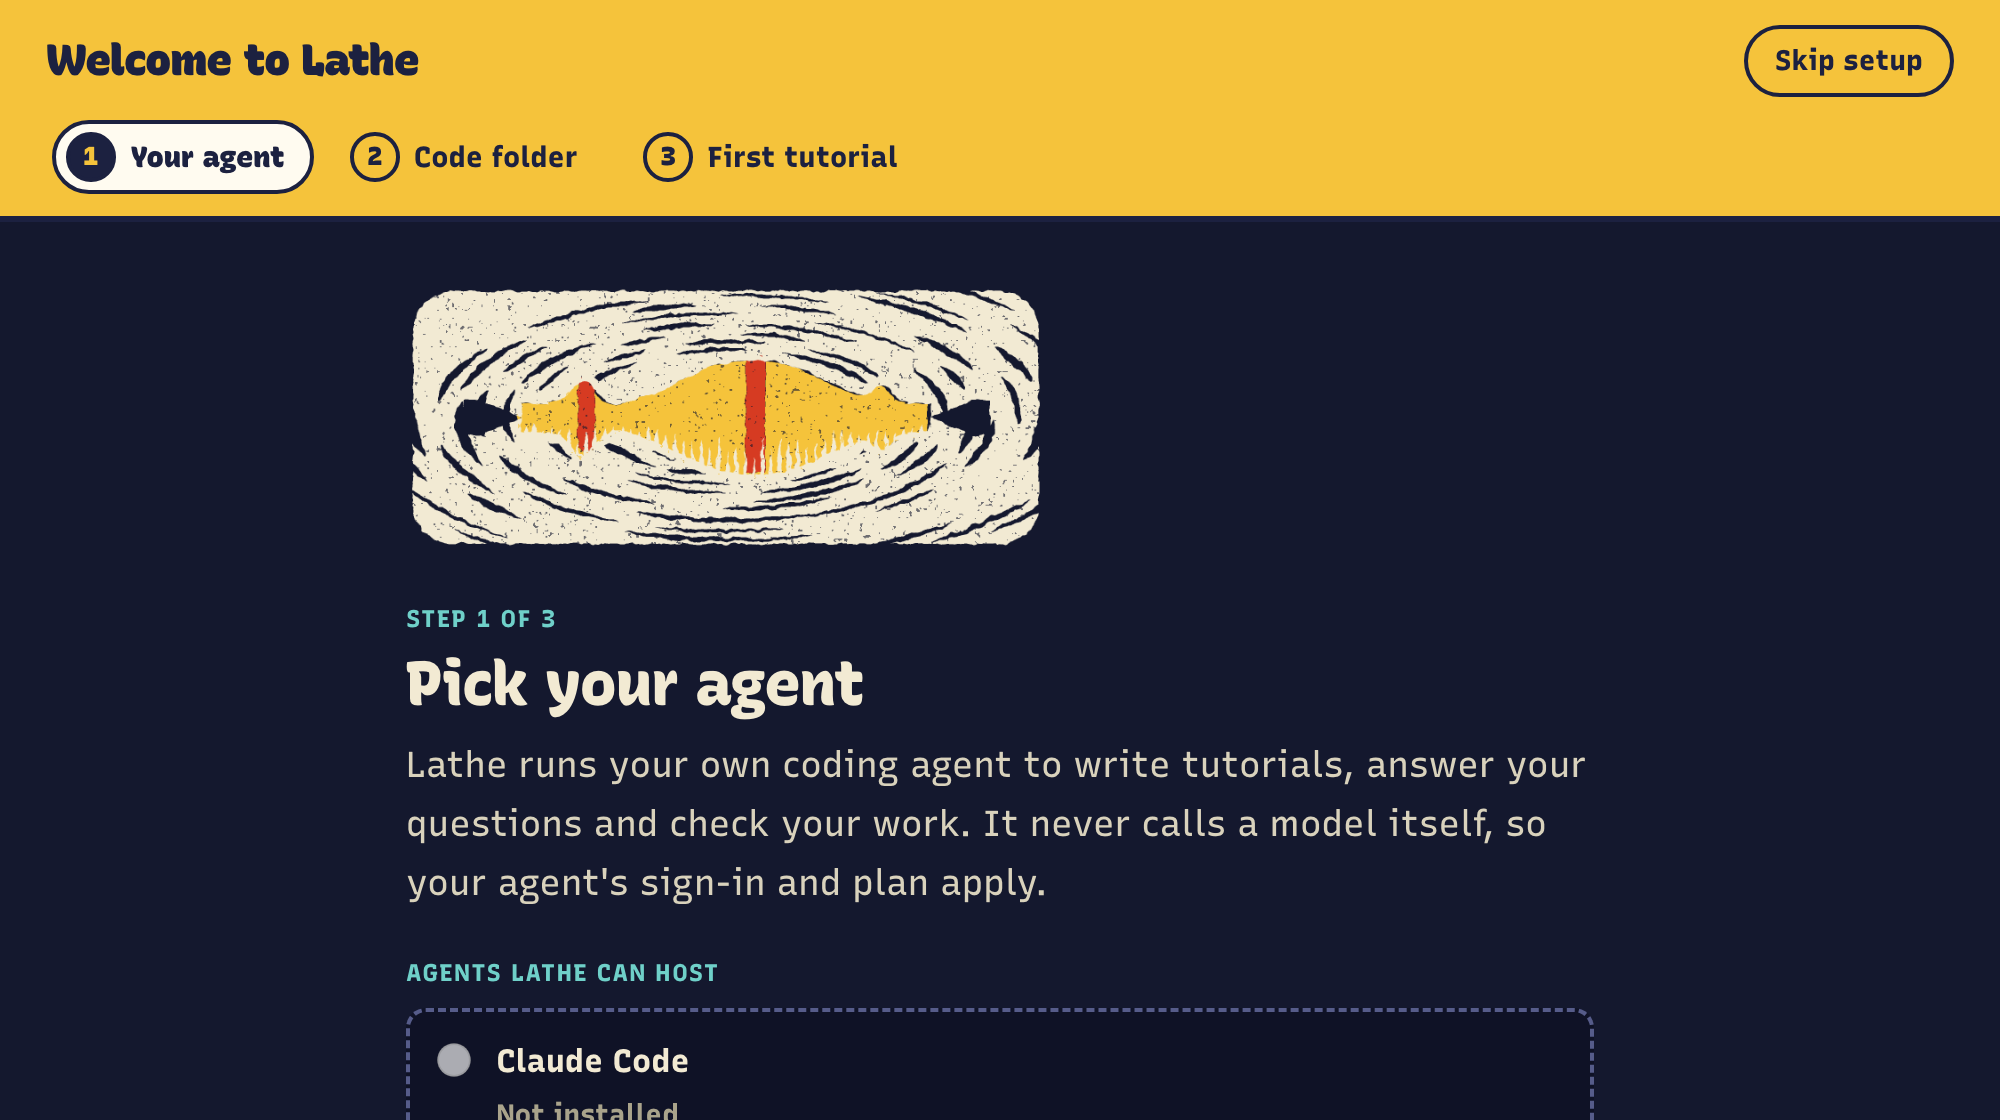 Welcome to Lathe
Skip setup
1 Your agent
2 Code folder
3 First tutorial
STEP 1 OF 3
Pick your agent
Lathe runs your own coding agent to write tutorials, answer your
questions and check your work. It never calls a model itself, so
your agent's sign-in and plan apply.
AGENTS LATHE CAN HOST
Claude Code
Not installed